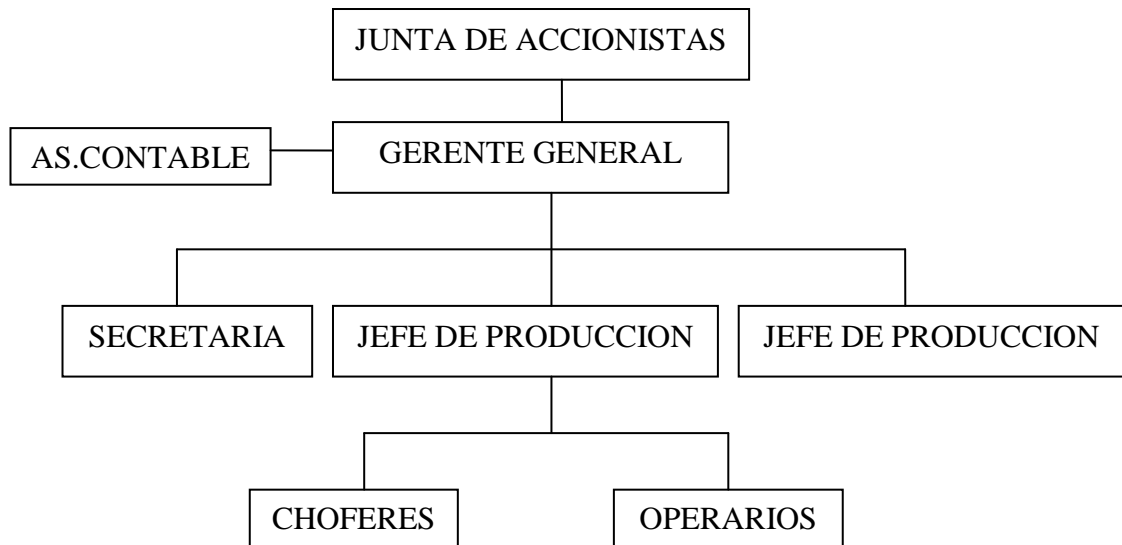 JUNTA DE ACCIONISTAS
AS.CONTABLE
GERENTE GENERAL
SECRETARIA
JEFE DE PRODUCCION
JEFE DE PRODUCCION
CHOFERES
OPERARIOS